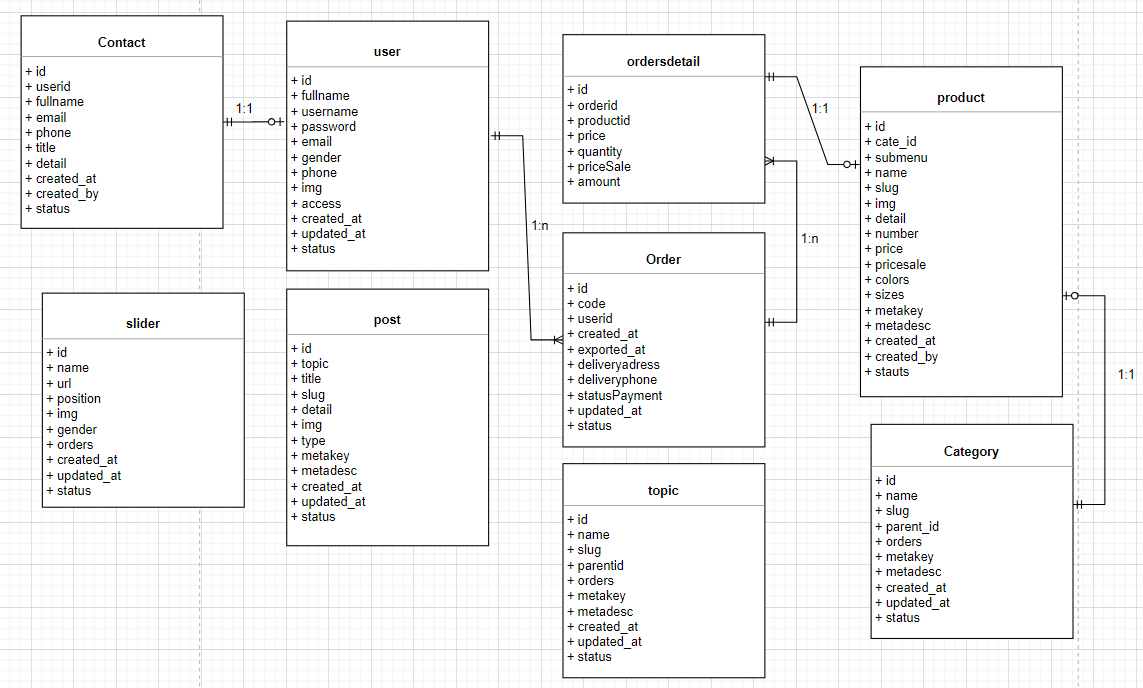 Contact
+ id
+ userid
+ fullname
+ email
+ phone
+ title
+ detail
+ created_at
+ created_by
+ status
1:1
user
+ id
+ fullname
+ username
+ password
+ email
+ gender
+ phone
+ img
+ access
+ created_at
+ updated_at
+ status
1:n
ordersdetail
+ id
+ orderid
+ productid
+ price
+ quantity
+ priceSale
+ amount
1:1
1:n
product
+ id
+ cate_id
+ submenu
+ name
+ slug
+ img
+ detail
+ number
+ price
+ pricesale
+ colors
+ sizes
+ metakey
+ metadesc
+ created_at
+ created_by
+ stauts
1:1
slider
+ id
+ name
+ url
+ position
+ img
+ gender
+ orders
+ created_at
+ updated_at
+ status
post
+ id
+ topic
+ title
+ slug
+ detail
+ img
+ type
+ metakey
+ metadesc
+ created_at
+ updated_at
+ status
Order
+ id
+ code
+ userid
+ created_at
+ exported_at
+ deliveryadress
+ deliveryphone
+ statusPayment
+ updated_at
+ status
topic
+ id
+ name
+ slug
+ parentid
+ orders
+ metakey
+ metadesc
+ created_at
+ updated_at
+ status
Category
+ id
+ name
+ slug
+ parent_id
+ orders
+ metakey
+ metadesc
+ created_at
+ updated_at
+ status